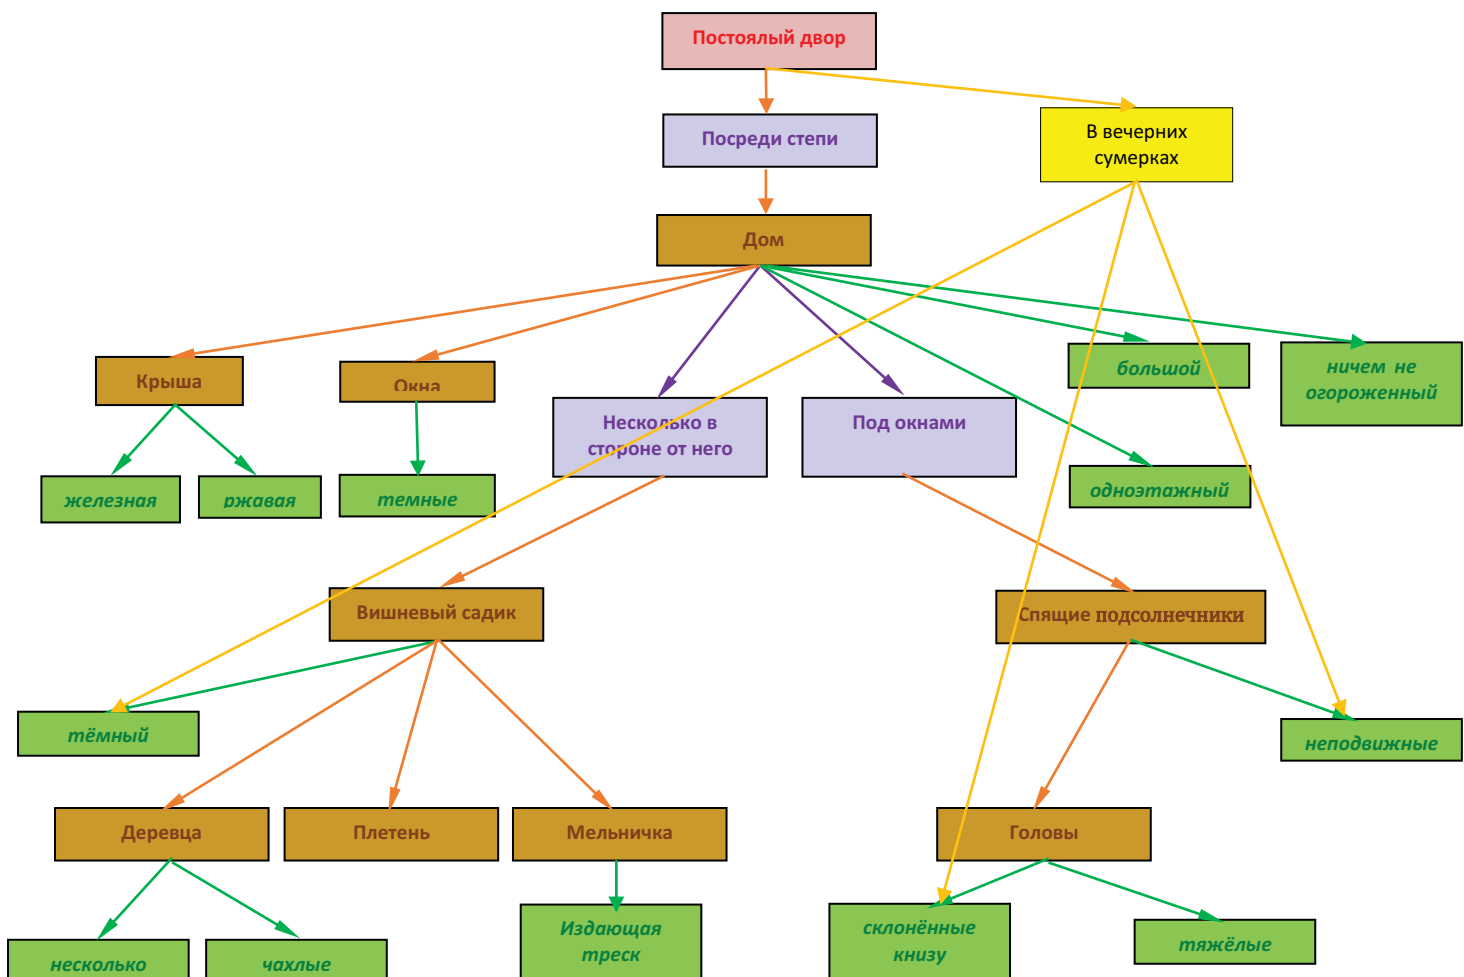 Постоялый двор
В вечерних
сумерках
Посреди степи
Дом
Крыша
Окна
Несколько в
стороне от него
Под окнами
большой
ничем не
огороженный
железная
ржавая
темные
одноэтажный
Вишневый садик
Спящие подсолнечники
тёмный
неподвижные
Деревца
Плетень
Мельничка
Головы
несколько
чахлые
Издающая
треск
склонённые
книзу
тяжёлые